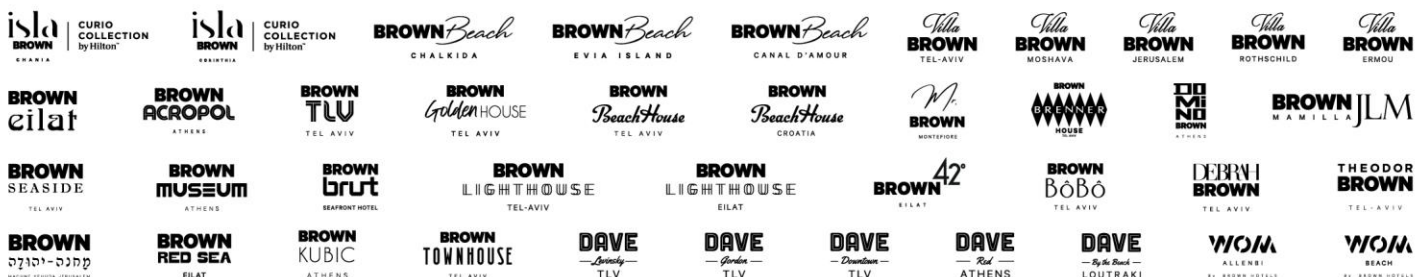 isla
BROWN
CHANIA
CURIO
COLLECTION
by Hilton™
isla
BROWN
CORINTHIA
CURIO
COLLECTION
by Hilton™
BROWN Beach
CHALKIDA
BROWN Beach
EVIA ISLAND
BROWN Beach
CANAL D'AMOUR
Villa
BROWN
TEL-AVIV
Villa
BROWN
MOSHAVA
Villa
BROWN
JERUSALEM
Villa
BROWN
ROTHSCHILD
Villa
BROWN
ERMOU
BROWN
eilat
BROWN
ACROPOL
ATHENS
BROWN
TLV
TEL AVIV
BROWN
Golden HOUSE
TEL AVIV
BROWN
BeachHouse
TEL AVIV
BROWN
BeachHouse
CROATIA
Mr.
BROWN
MONTEFIORE
BROWN
BRENNER
HOUSE
TEL AVIV
DO
MI
NO
BROWN
ATHENS
BROWN JLM
MAMILLA
BROWN
SEASIDE
TEL AVIV
BROWN
MUSEUM
ATHENS
BROWN
brut
SEAFRONT HOTEL
BROWN
LIGHTHOUSE
TEL-AVIV
BROWN
LIGHTHOUSE
EILAT
BROWN 42°
EILAT
BROWN
BôBô
TEL AVIV
DEBRAH
BROWN
TEL AVIV
THEODOR
BROWN
TEL-AVIV
BROWN
מַחֲנֶה-יְהוּדָה
BROWN
RED SEA
EILAT
BROWN
KUBIC
ATHENS
BROWN
TOWNHOUSE
TEL AVIV
DAVE
Levinsky
TLV
DAVE
Gordon
TLV
DAVE
Downtown
TLV
DAVE
Red
ATHENS
DAVE
By the Beach
LOUTRAKI
WOM
ALLENBI
By BROWN HOTELS
WOM
BEACH
By BROWN HOTELS